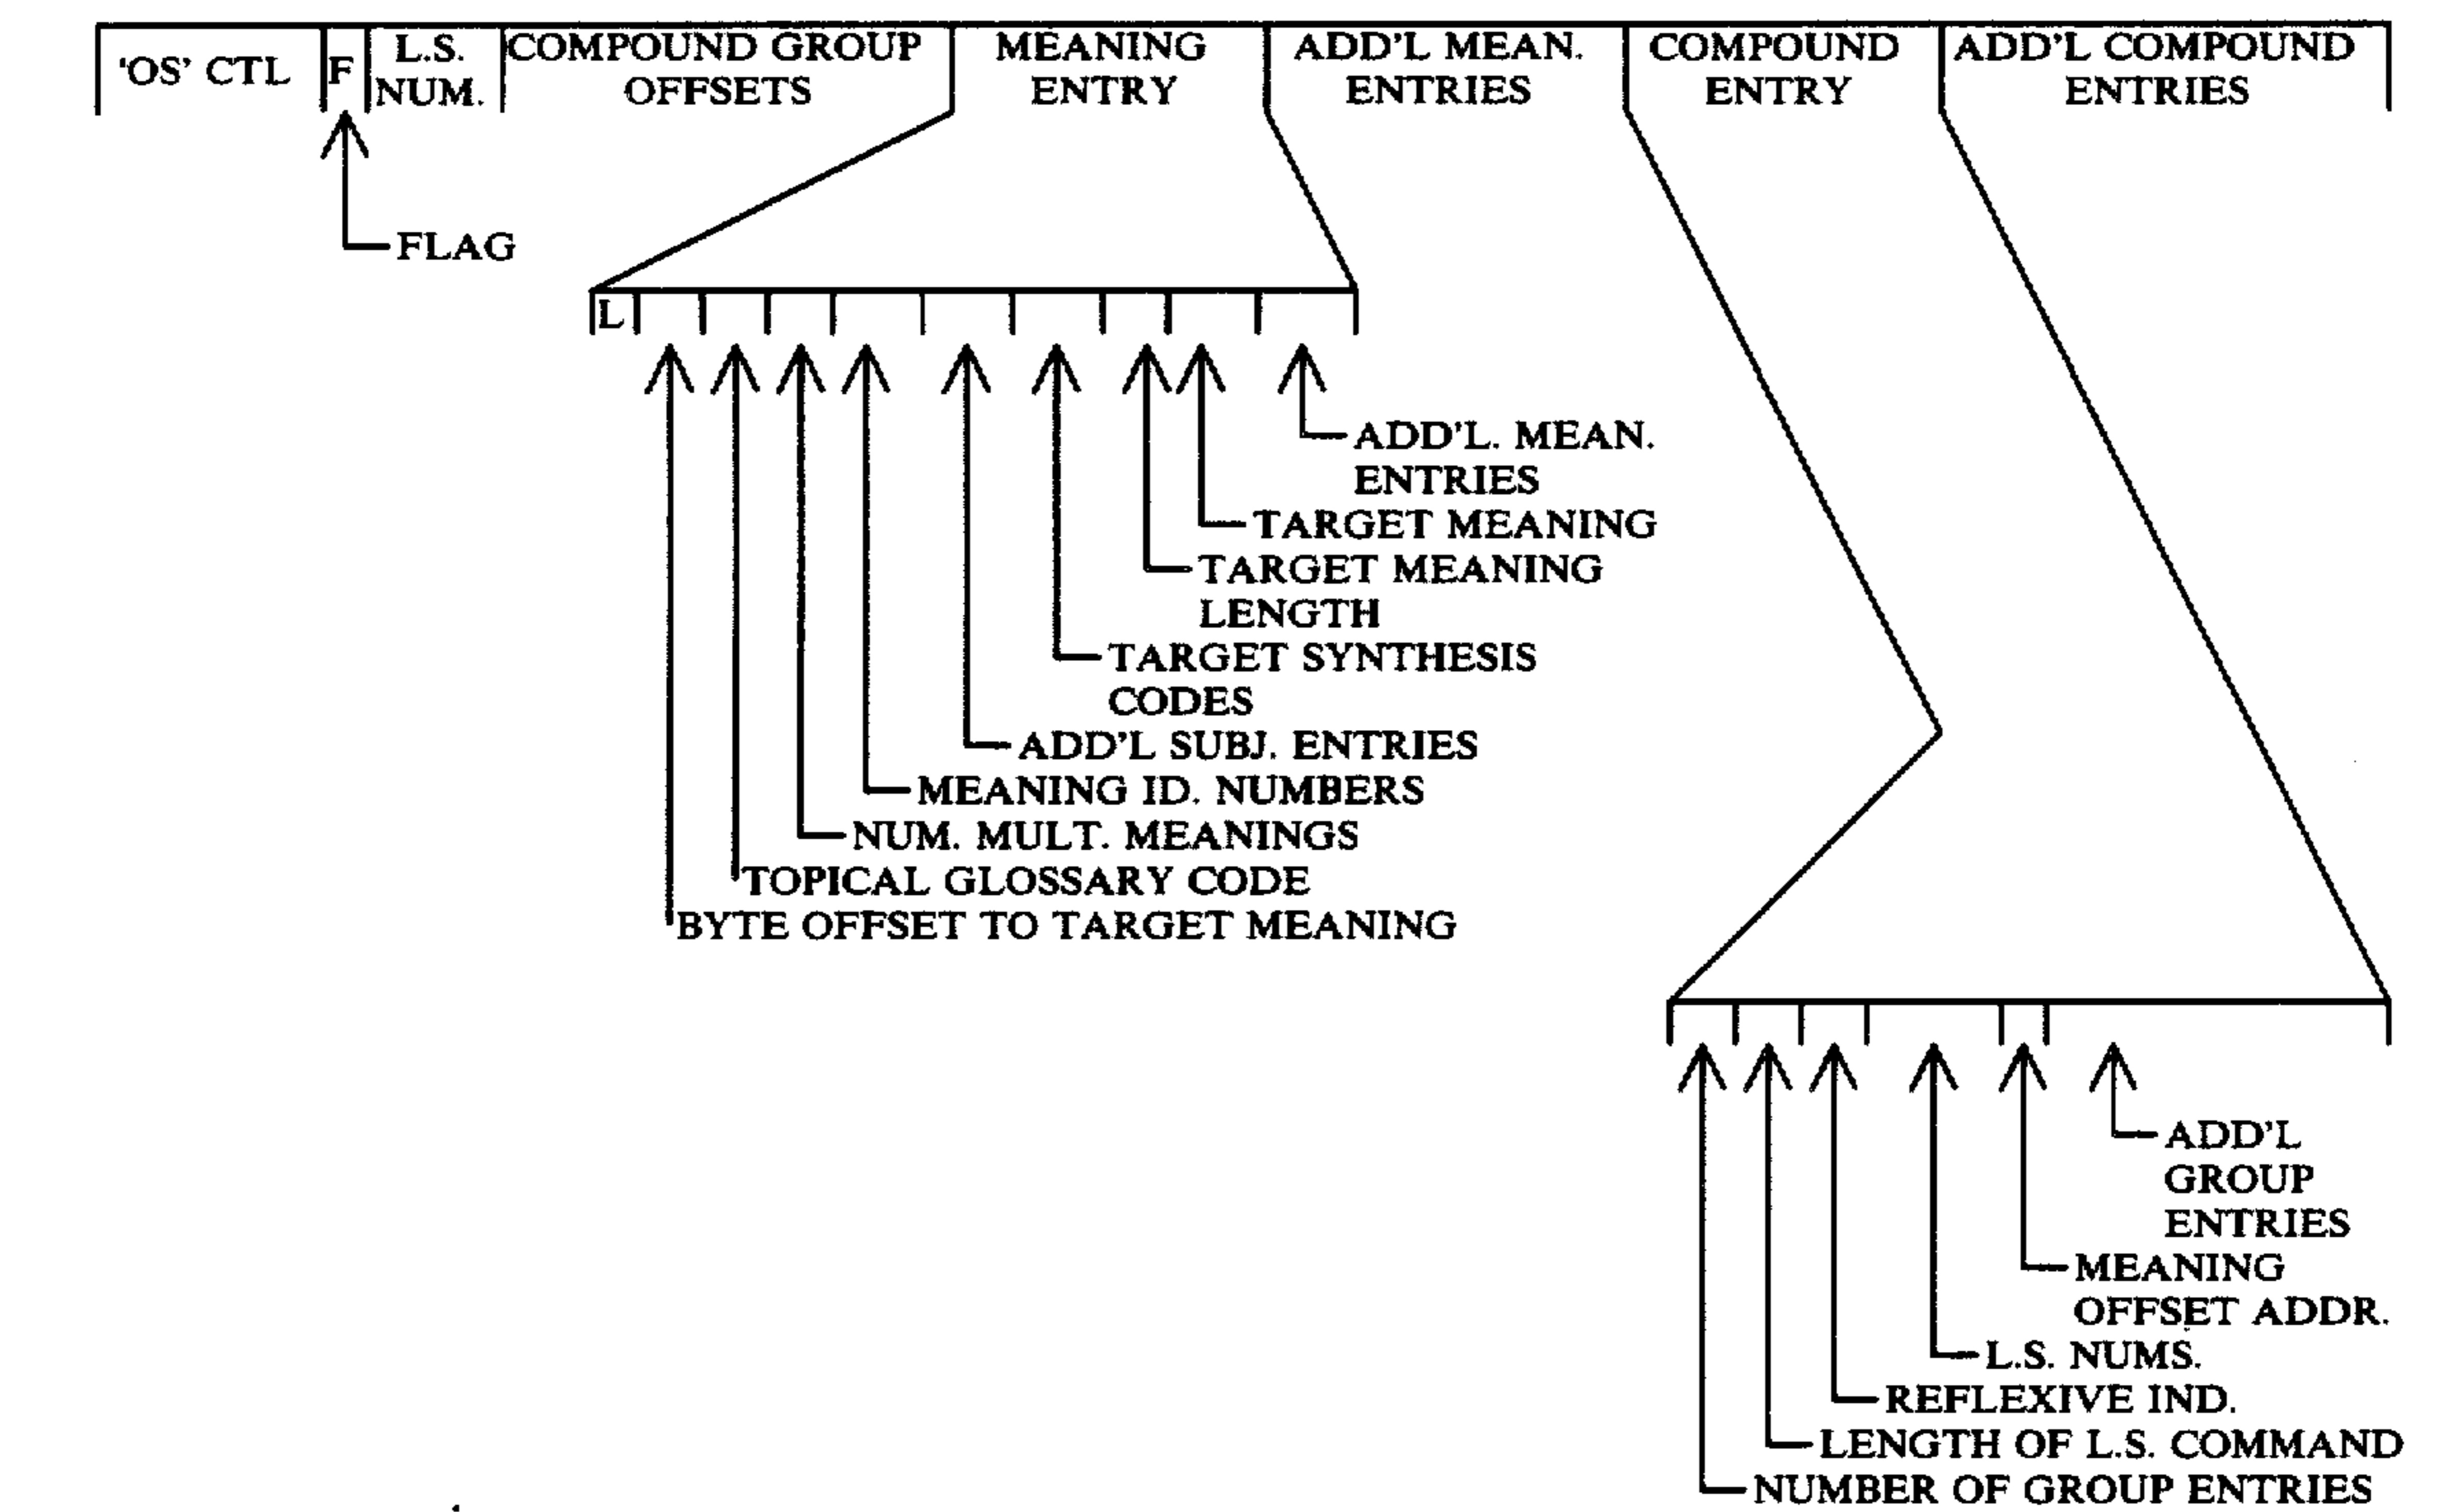 'OS' CTL
F
L.S.
NUM.
COMPOUND GROUP
OFFSETS
MEANING
ENTRY
ADD'L MEAN.
ENTRIES
COMPOUND
ENTRY
ADD'L COMPOUND
ENTRIES
FLAG
L
ADD'L. MEAN.
ENTRIES
TARGET MEANING
TARGET MEANING
LENGTH
TARGET SYNTHESIS
CODES
ADD'L SUBJ. ENTRIES
MEANING ID. NUMBERS
NUM. MULT. MEANINGS
TOPICAL GLOSSARY CODE
BYTE OFFSET TO TARGET MEANING
ADD'L
GROUP
ENTRIES
MEANING
OFFSET ADDR.
L.S. NUMS.
REFLEXIVE IND.
LENGTH OF L.S. COMMAND
NUMBER OF GROUP ENTRIES